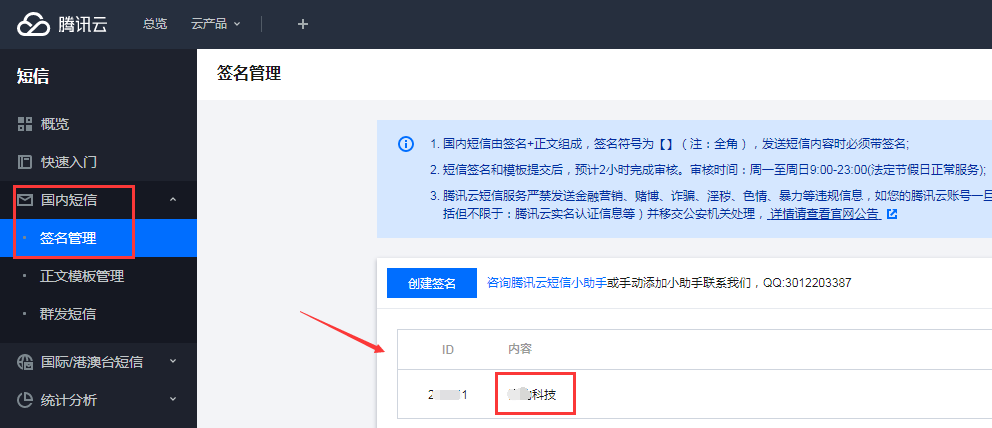 腾讯云
总览
云产品
短信
签名管理
概览
快速入门
国内短信
签名管理
正文模板管理
群发短信
国际/港澳台短信
统计分析
1. 国内短信由签名+正文组成，签名符号为【】（注：全角），发送短信内容时必须带签名;
2. 短信签名和模板提交后，预计2小时完成审核。审核时间：周一至周日9:00-23:00(法定节假日正常服务);
3. 腾讯云短信服务严禁发送金融营销、赌博、诈骗、淫秽、色情、暴力等违规信息，如您的腾讯云账号一旦
括但不限于：腾讯云实名认证信息等）并移交公安机关处理，详情请查看官网公告
创建签名
咨询腾讯云短信小助手或手动添加小助手联系我们，QQ:3012203387
ID
内容
科技